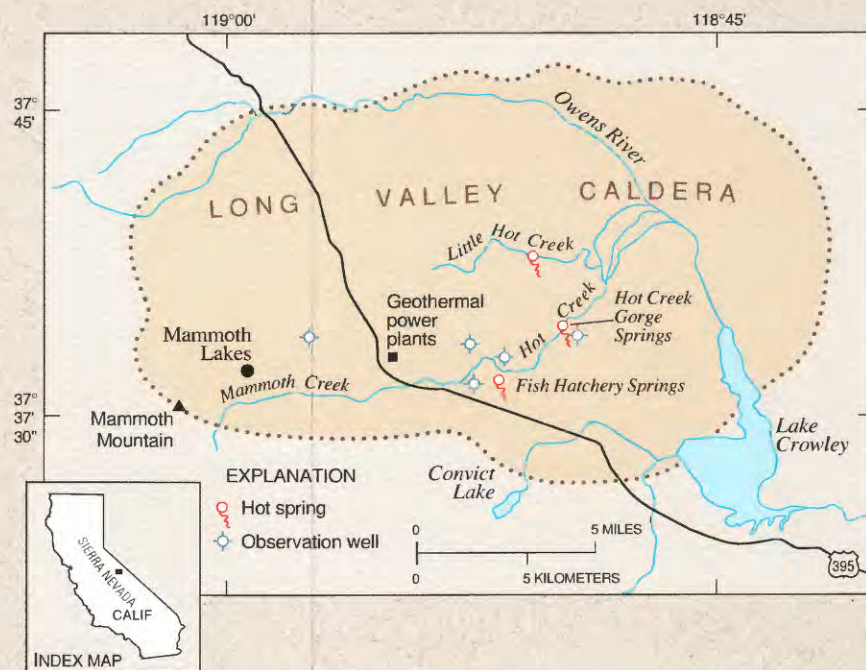 119°00'
118°45'
37°
45'
Owens River
LONG VALLEY CALDERA
Little Hot Creek
Geothermal
power
plants
Hot Creek
Hot Creek
Gorge
Springs
Mammoth
Lakes
Mammoth Creek
Fish Hatchery Springs
37°
37'
30"
Mammoth
Mountain
Lake
Crowley
Convict
Lake
EXPLANATION
Hot spring
Observation well
0 5 MILES
0 5 KILOMETERS
395
SIERRA NEVADA
CALIF
INDEX MAP